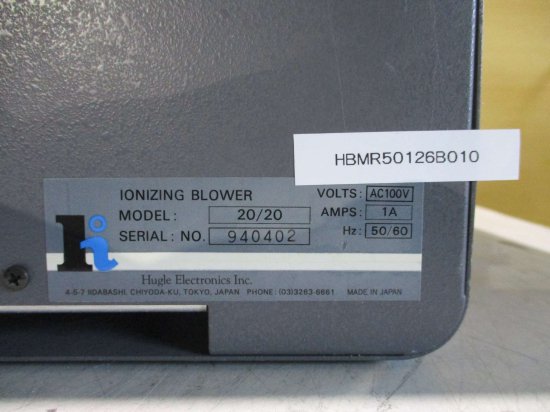 HBMR50126B010
IONIZING BLOWER VOLTS: AC100V
MODEL: 20/20 AMPS: 1A
SERIAL: NO. 940402 Hz: 50/60
Hugle Electronics Inc.
4-5-7 IIDABASHI, CHIYODA-KU, TOKYO, JAPAN PHONE: (03)3263-6661 MADE IN JAPAN